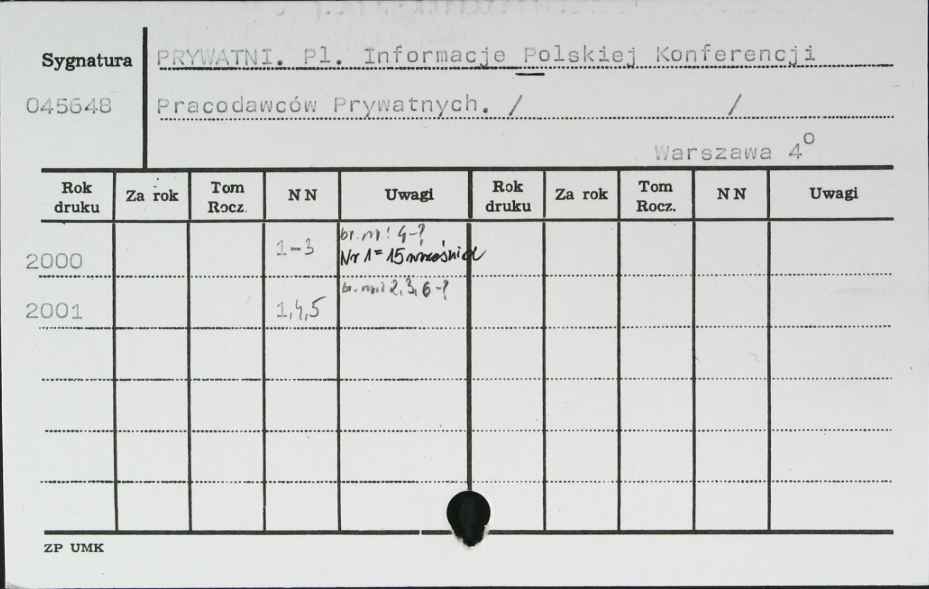 Sygnatura PRYWATNI. Pl. Informacje Polskiej Konferencji
045648 Pracodawców Prywatnych. / /
Warszawa 4º
Rok druku Za rok Tom Rocz. NN Uwagi Rok druku Za rok Tom Rocz. NN Uwagi
br. nr: 4-?
2000 1-3 Nr 1 = 15 września
br. nr: 2,3,6-?
2001 1,4,5
ZP UMK